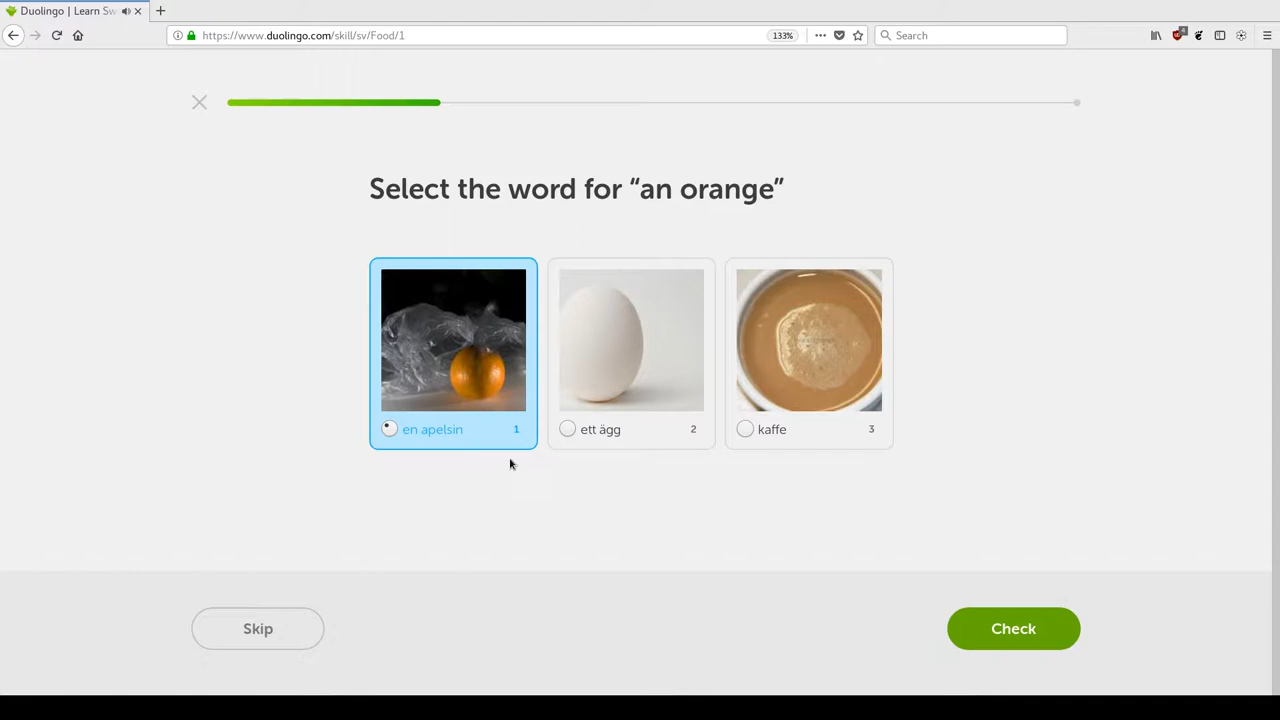 Duolingo | Learn Sw
https://www.duolingo.com/skill/sv/Food/1
133%
Search
Select the word for “an orange”
en apelsin 1
ett ägg 2
kaffe 3
Skip
Check